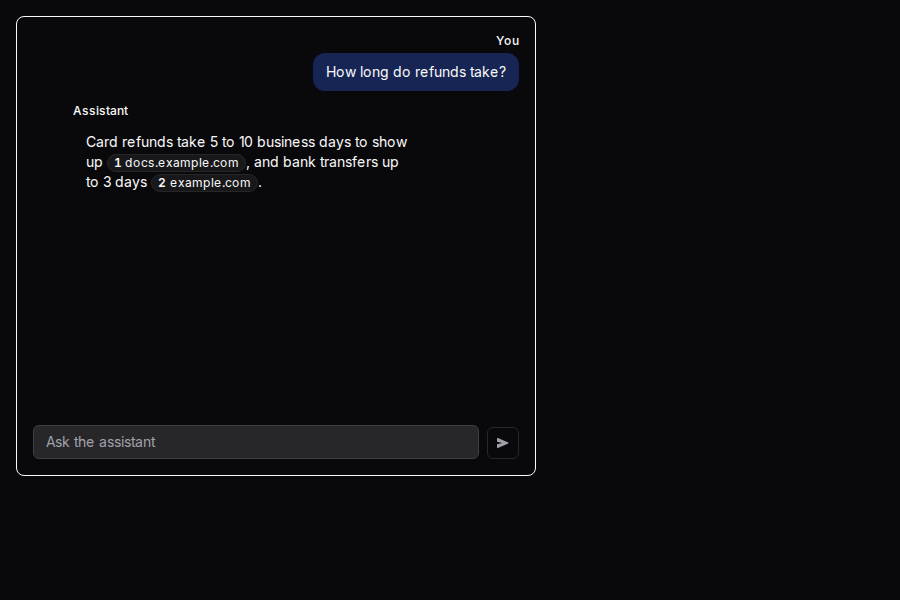 You
How long do refunds take?
Assistant
Card refunds take 5 to 10 business days to show
up 1 docs.example.com, and bank transfers up
to 3 days 2 example.com.
Ask the assistant